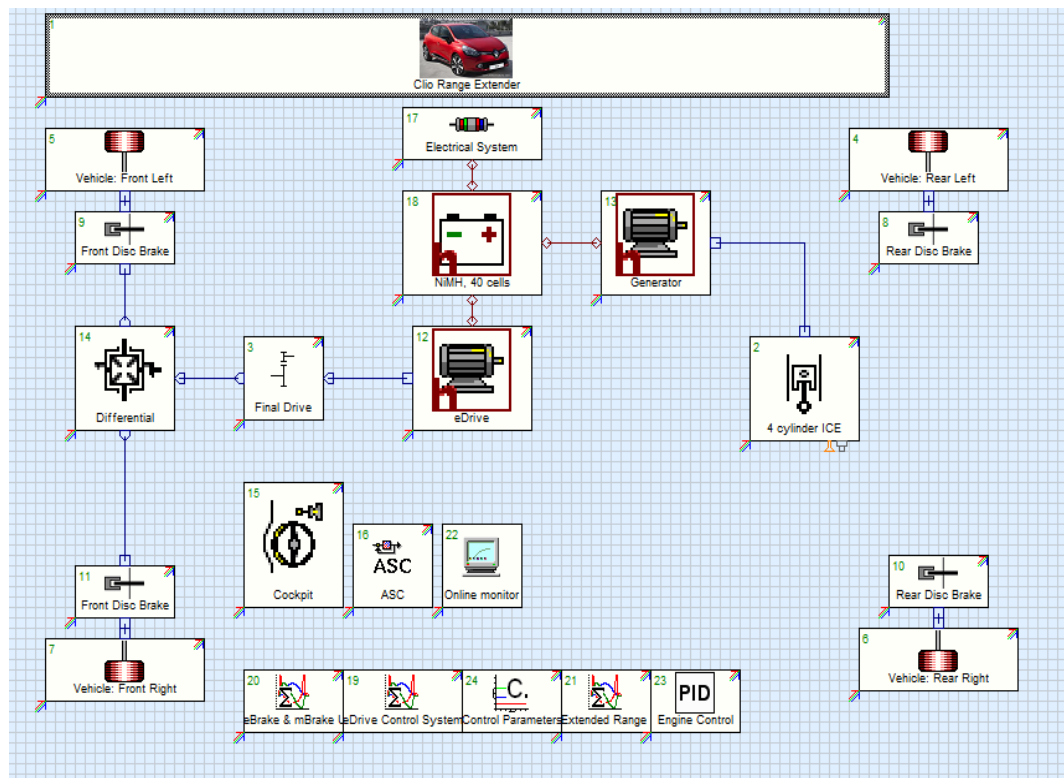 1
Clio Range Extender
17
Electrical System
5
Vehicle: Front Left
4
Vehicle: Rear Left
9
Front Disc Brake
18
NiMH, 40 cells
13
Generator
8
Rear Disc Brake
14
Differential
3
Final Drive
12
eDrive
2
4 cylinder ICE
15
Cockpit
16
ASC
ASC
22
Online monitor
11
Front Disc Brake
10
Rear Disc Brake
7
Vehicle: Front Right
6
Vehicle: Rear Right
20
eBrake & mBrake U
19
eDrive Control System
24
C.
Control Parameters
21
Extended Range
23
PID
Engine Control